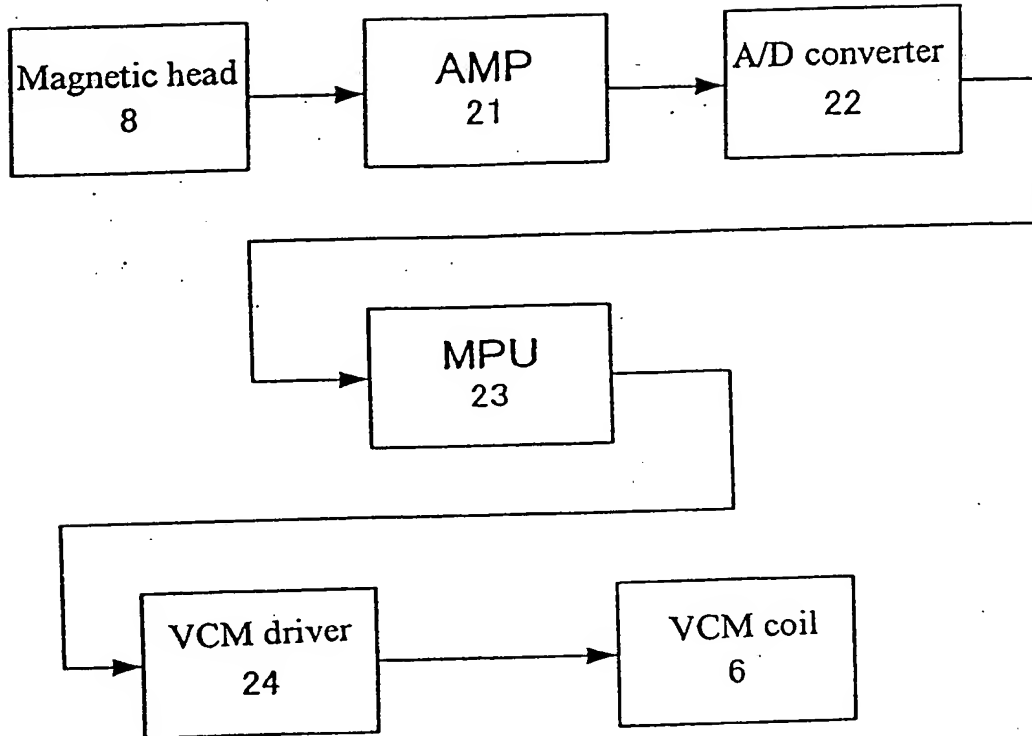 Magnetic head
8
AMP
21
A/D converter
22
MPU
23
VCM driver
24
VCM coil
6